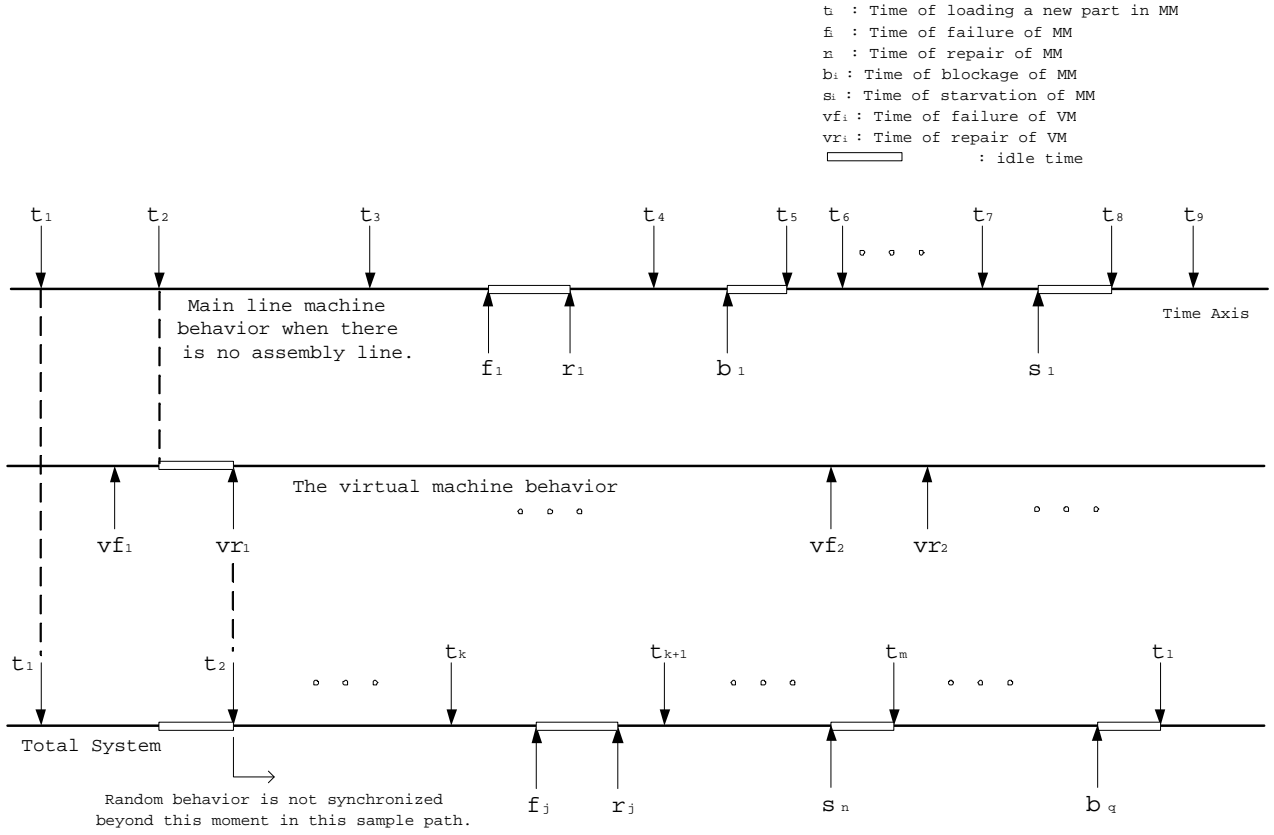 tᵢ : Time of loading a new part in MM
fᵢ : Time of failure of MM
rᵢ : Time of repair of MM
bᵢ : Time of blockage of MM
sᵢ : Time of starvation of MM
vfᵢ : Time of failure of VM
vrᵢ : Time of repair of VM
: idle time
t₁ t₂ t₃ t₄ t₅ t₆ t₇ t₈ t₉
Main line machine
behavior when there
is no assembly line.
Time Axis
f₁ r₁ b₁ s₁
The virtual machine behavior
vf₁ vr₁ vf₂ vr₂
t₁ t₂ tₖ tₖ₊₁ tₘ t₁
Total System
fⱼ rⱼ sₙ b_q
Random behavior is not synchronized
beyond this moment in this sample path.